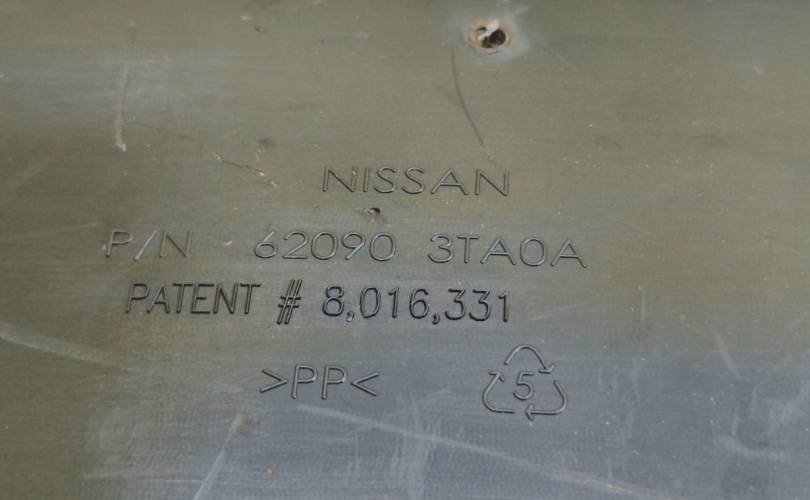 NISSAN
P/N 62090 3TA0A
PATENT # 8,016,331
>PP< 5